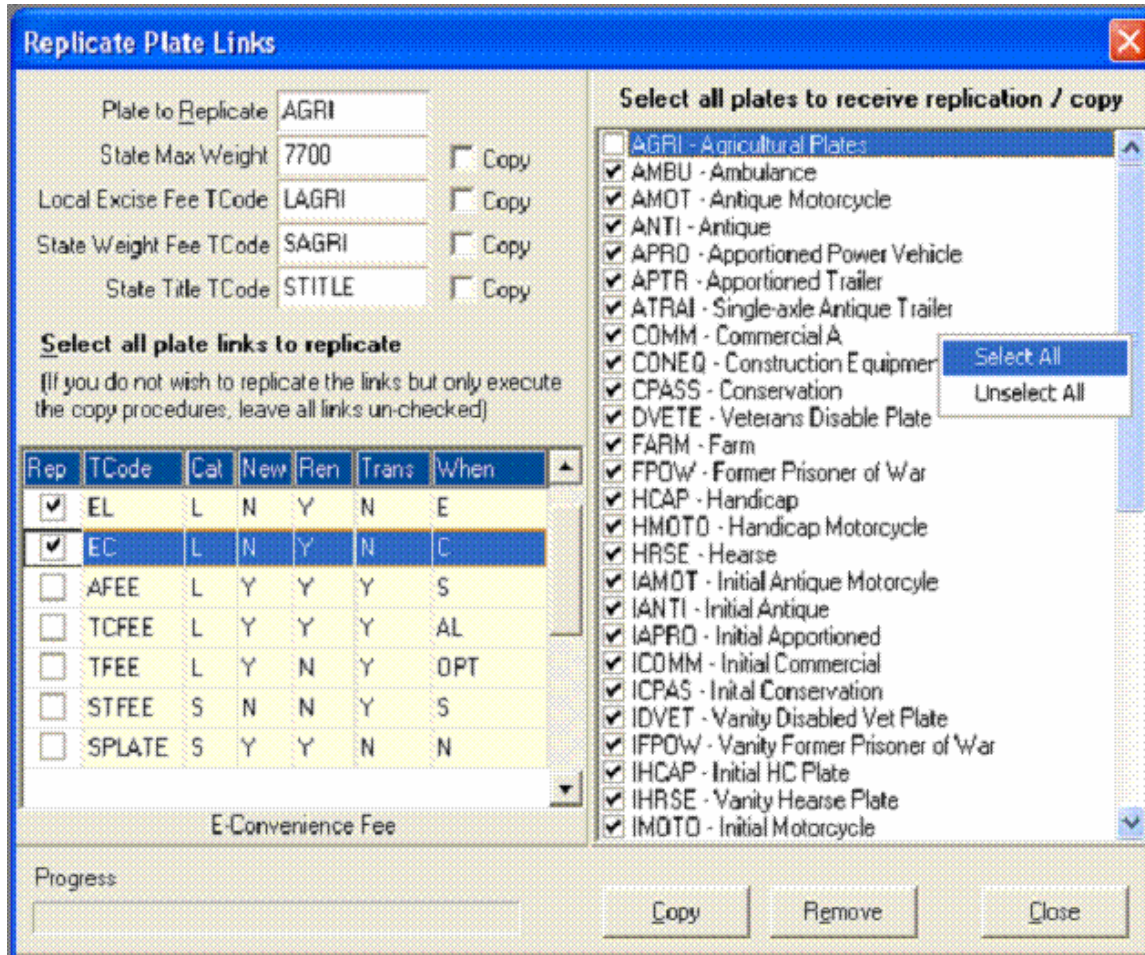 Replicate Plate Links
Plate to Replicate AGRI
State Max Weight 7700 Copy
Local Excise Fee TCode LAGRI Copy
State Weight Fee TCode SAGRI Copy
State Title TCode STITLE Copy
Select all plate links to replicate
(If you do not wish to replicate the links but only execute
the copy procedures, leave all links un-checked)
Rep TCode Cat New Ren Trans When
EL L N Y N E
EC L N Y N C
AFEE L Y Y Y S
TCFEE L Y Y Y AL
TFEE L Y N Y OPT
STFEE S N N Y S
SPLATE S Y Y N N
E-Convenience Fee
Select all plates to receive replication / copy
AGRI - Agricultural Plates
AMBU - Ambulance
AMOT - Antique Motorcycle
ANTI - Antique
APRO - Apportioned Power Vehicle
APTR - Apportioned Trailer
ATRAI - Single-axle Antique Trailer
COMM - Commercial A
CONEQ - Construction Equipmen
CPASS - Conservation
DVETE - Veterans Disable Plate
FARM - Farm
FPOW - Former Prisoner of War
HCAP - Handicap
HMOTO - Handicap Motorcycle
HRSE - Hearse
IAMOT - Initial Antique Motorcyle
IANTI - Initial Antique
IAPRO - Initial Apportioned
ICOMM - Initial Commercial
ICPAS - Inital Conservation
IDVET - Vanity Disabled Vet Plate
IFPOW - Vanity Former Prisoner of War
IHCAP - Initial HC Plate
IHRSE - Vanity Hearse Plate
IMOTO - Initial Motorcycle
Select All
Unselect All
Progress
Copy Remove Close